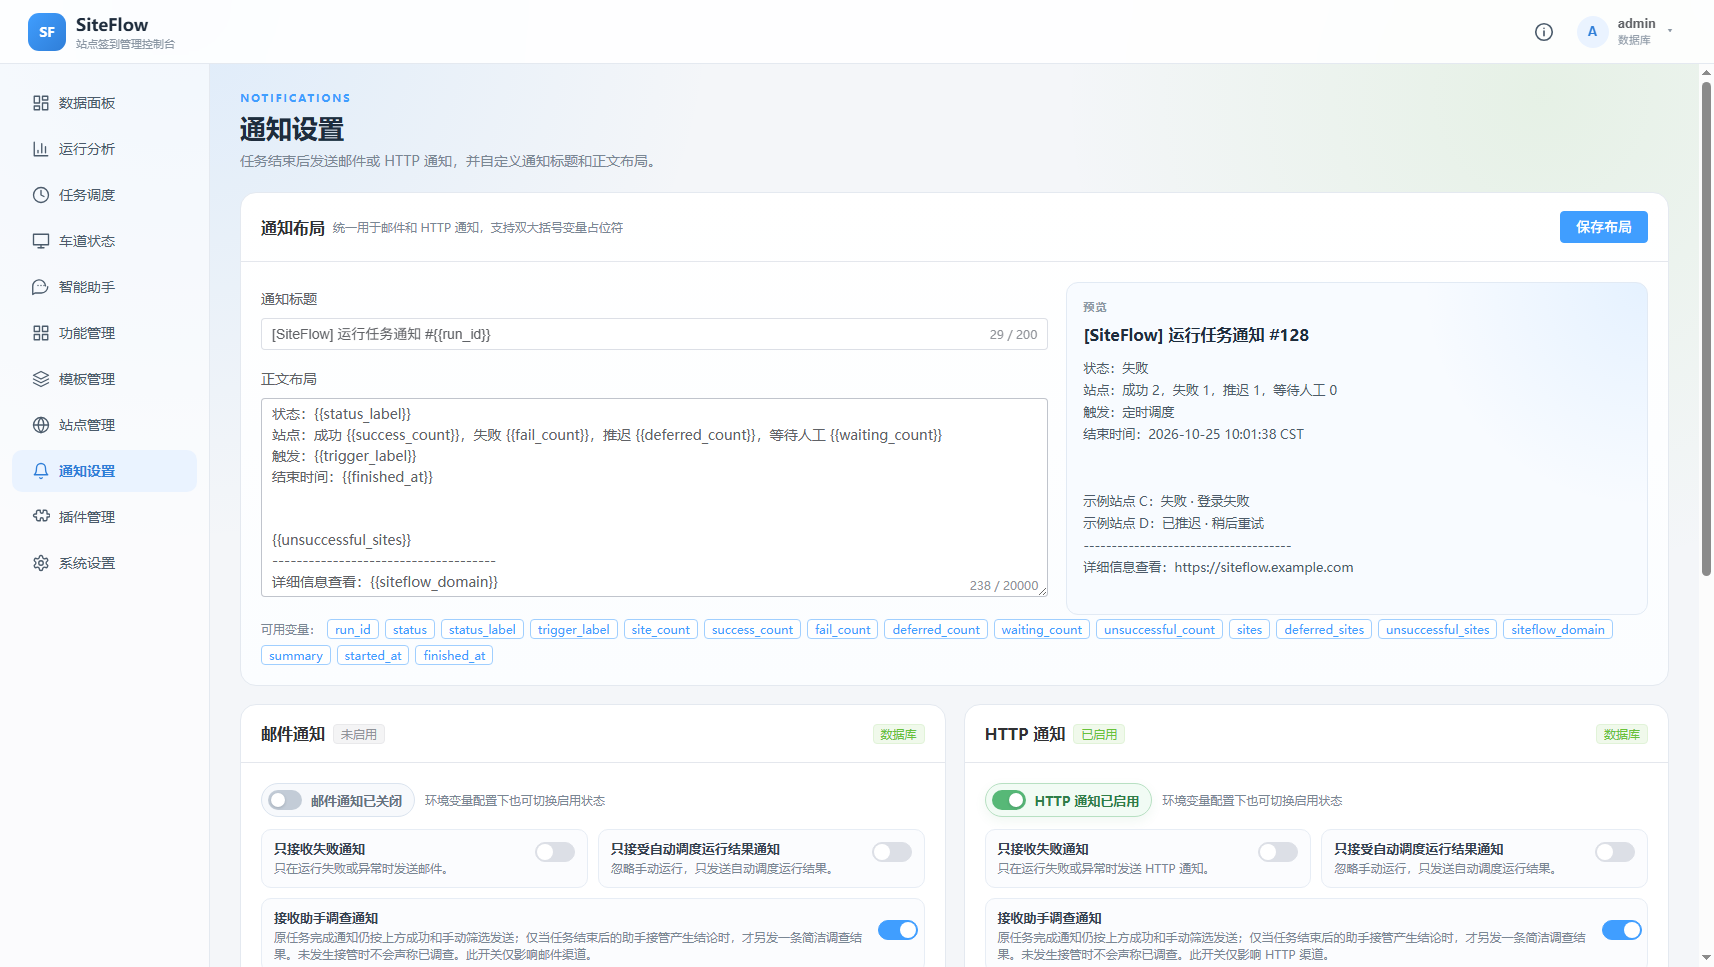 SF
SiteFlow
站点签到管理控制台
A
admin
数据库
数据面板
运行分析
任务调度
车道状态
智能助手
功能管理
模板管理
站点管理
通知设置
插件管理
系统设置
NOTIFICATIONS
通知设置
任务结束后发送邮件或 HTTP 通知，并自定义通知标题和正文布局。
通知布局 统一用于邮件和 HTTP 通知，支持双大括号变量占位符
保存布局
通知标题
[SiteFlow] 运行任务通知 #{{run_id}}
29 / 200
正文布局
状态：{{status_label}}
站点：成功 {{success_count}}，失败 {{fail_count}}，推迟 {{deferred_count}}，等待人工 {{waiting_count}}
触发：{{trigger_label}}
结束时间：{{finished_at}}
{{unsuccessful_sites}}
-------------------------------------
详细信息查看：{{siteflow_domain}}
238 / 20000
预览
[SiteFlow] 运行任务通知 #128
状态：失败
站点：成功 2，失败 1，推迟 1，等待人工 0
触发：定时调度
结束时间：2026-10-25 10:01:38 CST
示例站点 C：失败 · 登录失败
示例站点 D：已推迟 · 稍后重试
-------------------------------------
详细信息查看：https://siteflow.example.com
可用变量： run_id status status_label trigger_label site_count success_count fail_count deferred_count waiting_count unsuccessful_count sites deferred_sites unsuccessful_sites siteflow_domain
summary started_at finished_at
邮件通知 未启用 数据库
邮件通知已关闭 环境变量配置下也可切换启用状态
只接收失败通知
只在运行失败或异常时发送邮件。
只接受自动调度运行结果通知
忽略手动运行，只发送自动调度运行结果。
接收助手调查通知
原任务完成通知仍按上方成功和手动筛选发送；仅当任务结束后的助手接管产生结论时，才另发一条简洁调查结
果。未发生接管时不会声称已调查。此开关仅影响邮件渠道。
HTTP 通知 已启用 数据库
HTTP 通知已启用 环境变量配置下也可切换启用状态
只接收失败通知
只在运行失败或异常时发送 HTTP 通知。
只接受自动调度运行结果通知
忽略手动运行，只发送自动调度运行结果。
接收助手调查通知
原任务完成通知仍按上方成功和手动筛选发送；仅当任务结束后的助手接管产生结论时，才另发一条简洁调查结
果。未发生接管时不会声称已调查。此开关仅影响 HTTP 渠道。